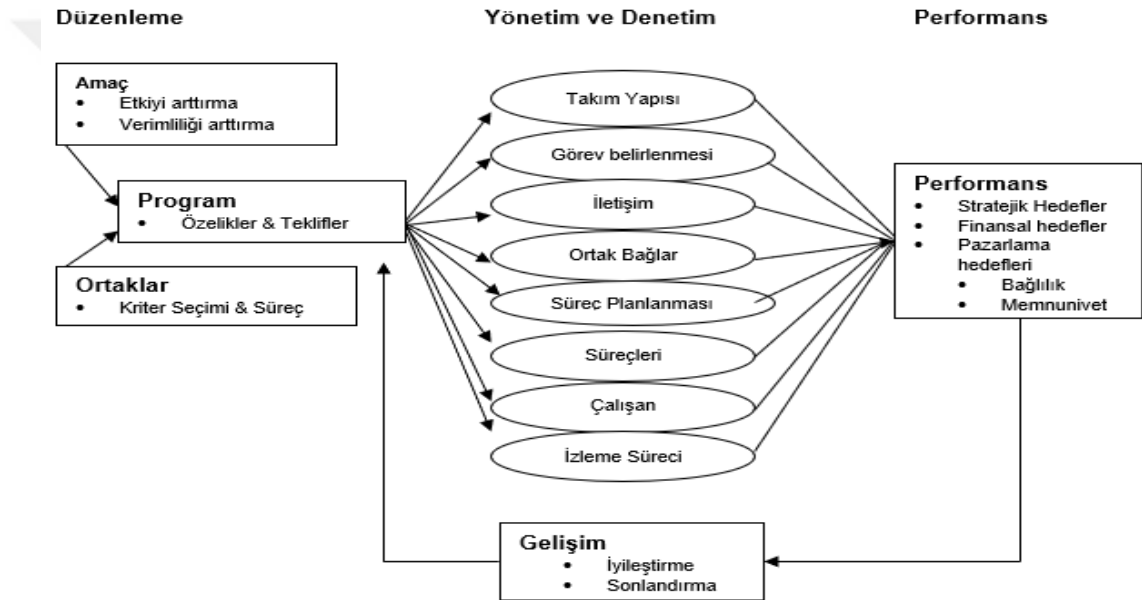 Düzenleme
Yönetim ve Denetim
Performans
Amaç
• Etkiyi arttırma
• Verimliliği arttırma
Program
• Özelikler & Teklifler
Ortaklar
• Kriter Seçimi & Süreç
Takım Yapısı
Görev belirlenmesi
İletişim
Ortak Bağlar
Süreç Planlanması
Süreçleri
Çalışan
İzleme Süreci
Performans
• Stratejik Hedefler
• Finansal hedefler
• Pazarlama
hedefleri
• Bağlılık
• Memnunivet
Gelişim
• İyileştirme
• Sonlandırma